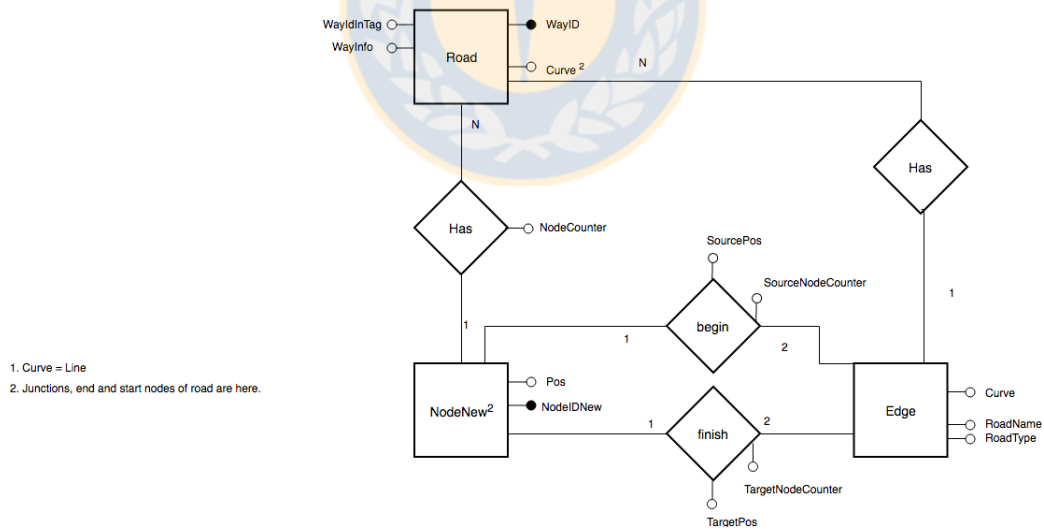 WayIdInTag
WayID
WayInfo
Road
Curve 2
N
N
Has
Has
NodeCounter
SourcePos
SourceNodeCounter
1
1
begin
1
2
1. Curve = Line
2. Junctions, end and start nodes of road are here.
Pos
NodeIDNew
NodeNew2
Edge
Curve
RoadName
RoadType
1
finish
2
TargetNodeCounter
TargetPos